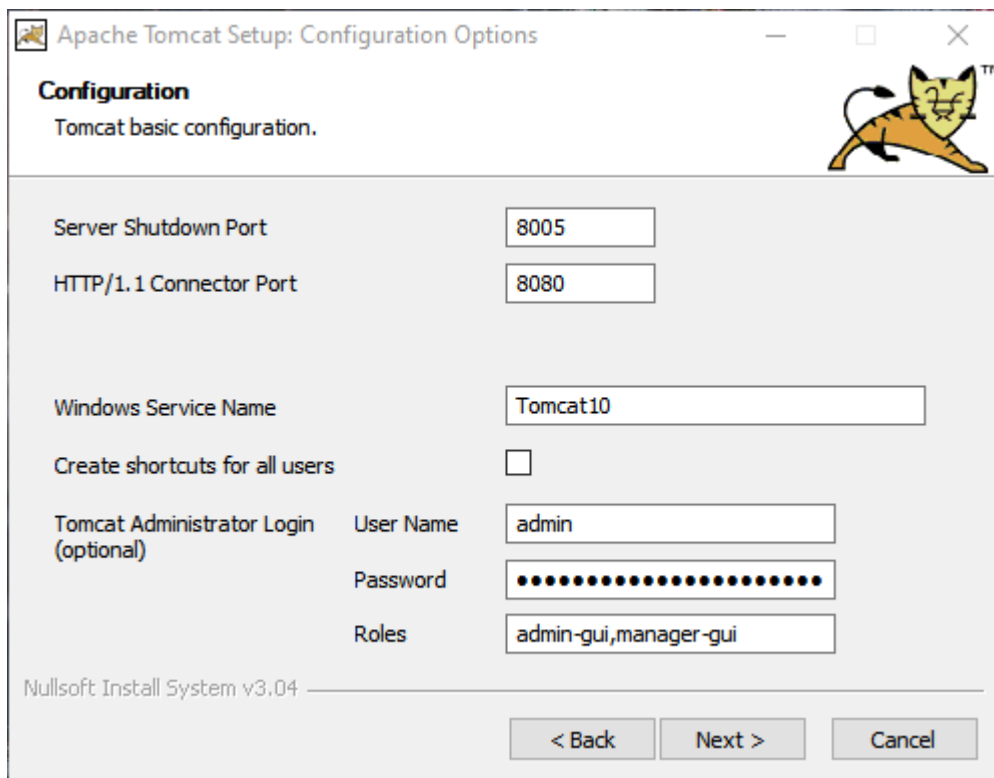 Apache Tomcat Setup: Configuration Options
Configuration
Tomcat basic configuration.
TM
Server Shutdown Port 8005
HTTP/1.1 Connector Port 8080
Windows Service Name Tomcat10
Create shortcuts for all users
Tomcat Administrator Login User Name admin
(optional)
Password ••••••••••••••••••••••
Roles admin-gui,manager-gui
Nullsoft Install System v3.04
< Back Next > Cancel